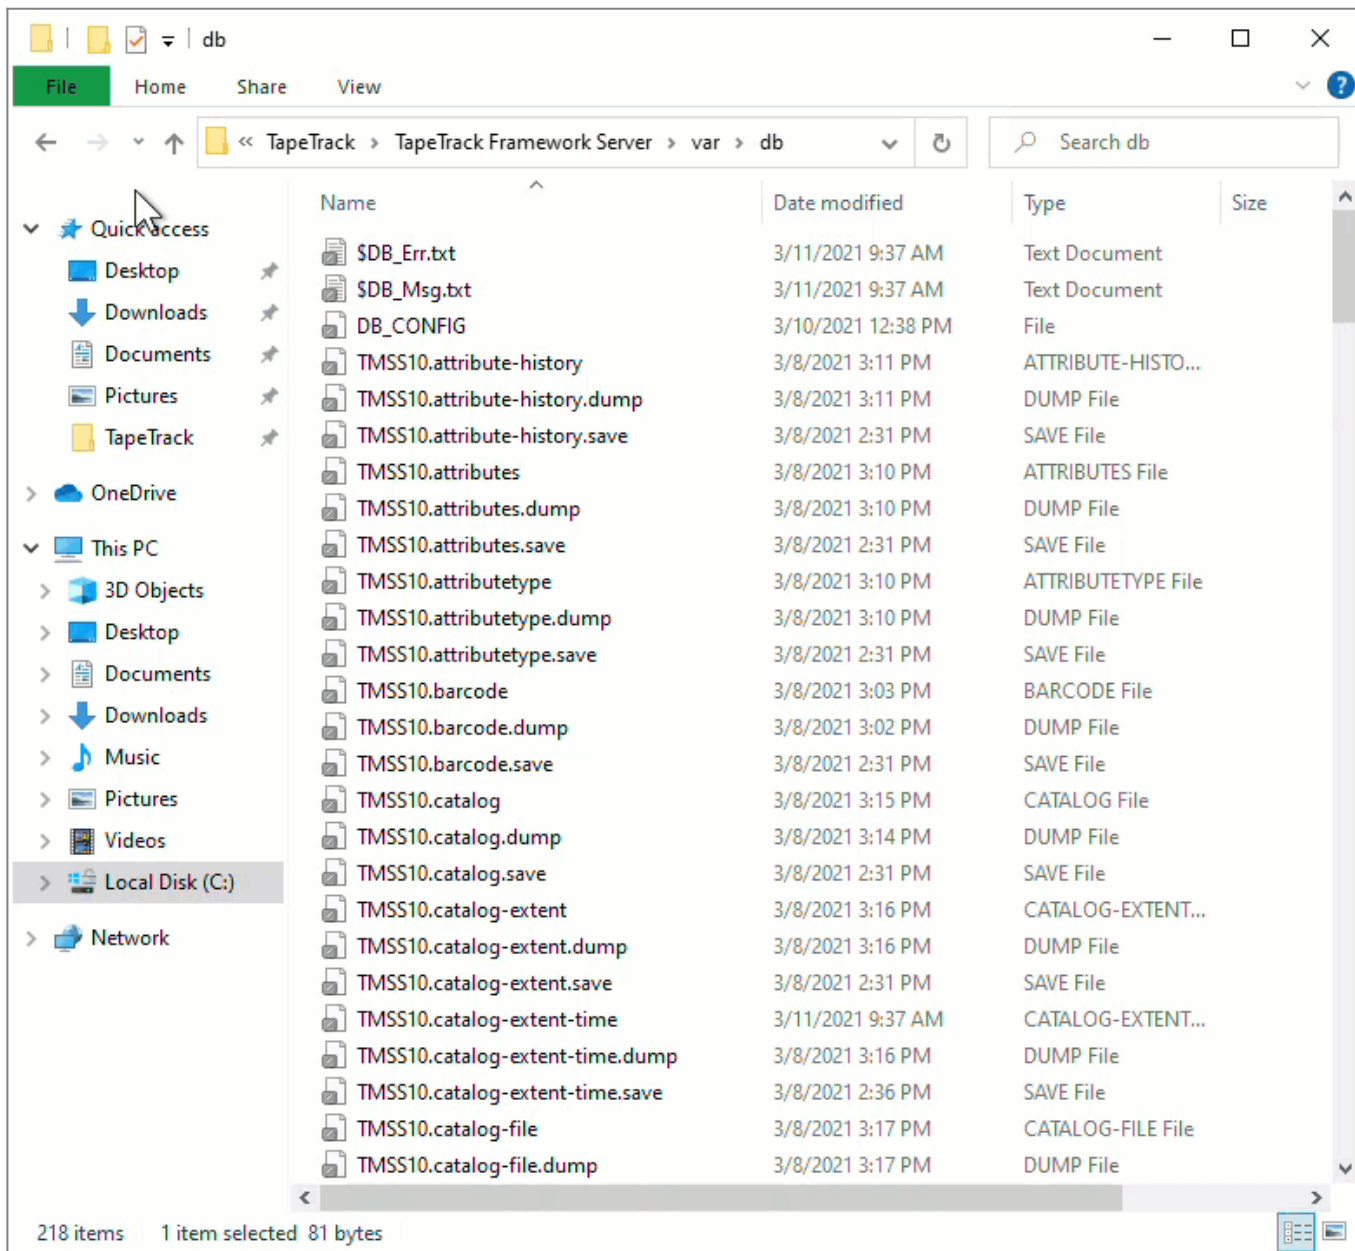 db
File Home Share View ?
« TapeTrack > TapeTrack Framework Server > var > db Search db
Name Date modified Type Size
Quick access
Desktop
Downloads
Documents
Pictures
TapeTrack
OneDrive
This PC
3D Objects
Desktop
Documents
Downloads
Music
Pictures
Videos
Local Disk (C:)
Network
$DB_Err.txt 3/11/2021 9:37 AM Text Document
$DB_Msg.txt 3/11/2021 9:37 AM Text Document
DB_CONFIG 3/10/2021 12:38 PM File
TMSS10.attribute-history 3/8/2021 3:11 PM ATTRIBUTE-HISTO...
TMSS10.attribute-history.dump 3/8/2021 3:11 PM DUMP File
TMSS10.attribute-history.save 3/8/2021 2:31 PM SAVE File
TMSS10.attributes 3/8/2021 3:10 PM ATTRIBUTES File
TMSS10.attributes.dump 3/8/2021 3:10 PM DUMP File
TMSS10.attributes.save 3/8/2021 2:31 PM SAVE File
TMSS10.attributetype 3/8/2021 3:10 PM ATTRIBUTETYPE File
TMSS10.attributetype.dump 3/8/2021 3:10 PM DUMP File
TMSS10.attributetype.save 3/8/2021 2:31 PM SAVE File
TMSS10.barcode 3/8/2021 3:03 PM BARCODE File
TMSS10.barcode.dump 3/8/2021 3:02 PM DUMP File
TMSS10.barcode.save 3/8/2021 2:31 PM SAVE File
TMSS10.catalog 3/8/2021 3:15 PM CATALOG File
TMSS10.catalog.dump 3/8/2021 3:14 PM DUMP File
TMSS10.catalog.save 3/8/2021 2:31 PM SAVE File
TMSS10.catalog-extent 3/8/2021 3:16 PM CATALOG-EXTENT...
TMSS10.catalog-extent.dump 3/8/2021 3:16 PM DUMP File
TMSS10.catalog-extent.save 3/8/2021 2:31 PM SAVE File
TMSS10.catalog-extent-time 3/11/2021 9:37 AM CATALOG-EXTENT...
TMSS10.catalog-extent-time.dump 3/8/2021 3:16 PM DUMP File
TMSS10.catalog-extent-time.save 3/8/2021 2:36 PM SAVE File
TMSS10.catalog-file 3/8/2021 3:17 PM CATALOG-FILE File
TMSS10.catalog-file.dump 3/8/2021 3:17 PM DUMP File
218 items 1 item selected 81 bytes